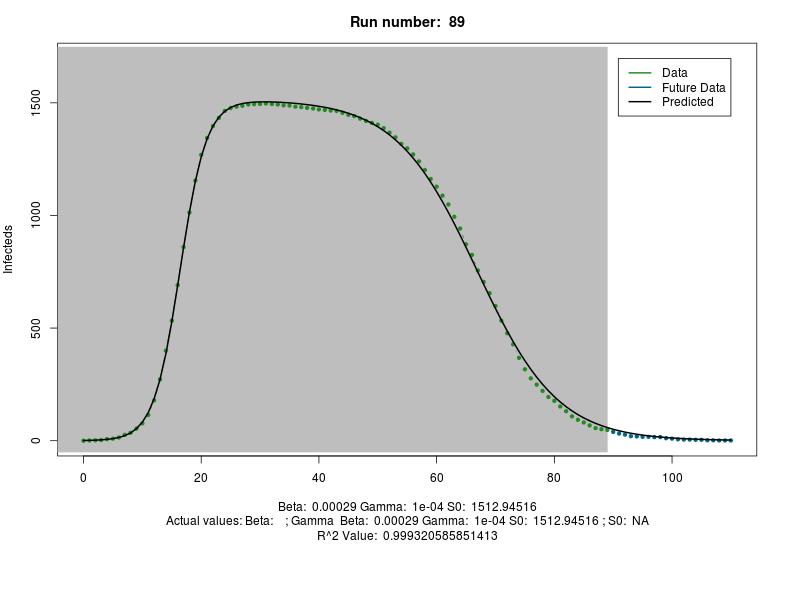 Run number: 89
Data
Future Data
Predicted
1500
1000
500
0
Infecteds
0 20 40 60 80 100
Beta: 0.00029 Gamma: 1e-04 S0: 1512.94516
Actual values: Beta: ; Gamma Beta: 0.00029 Gamma: 1e-04 S0: 1512.94516 ; S0: NA
R^2 Value: 0.999320585851413